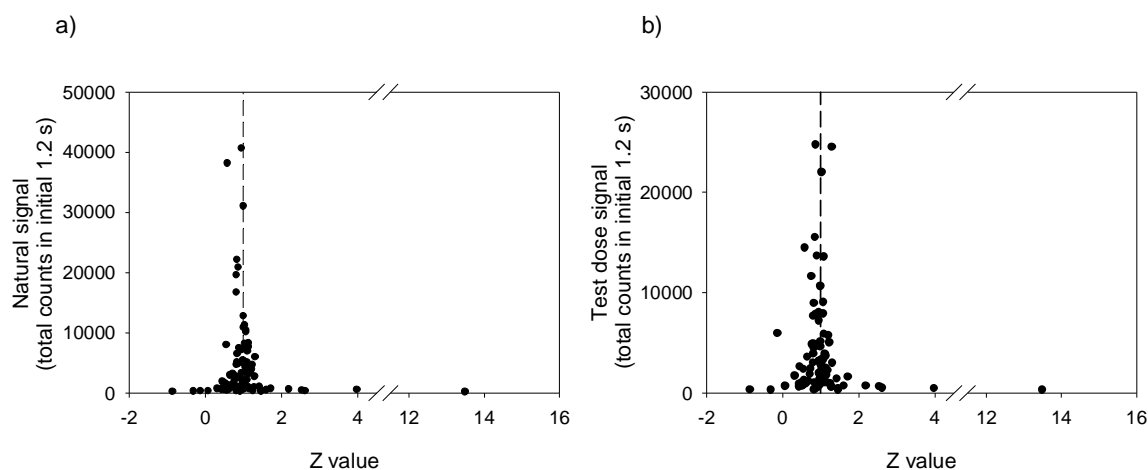 a)
b)
50000
40000
30000
20000
10000
0
Natural signal
(total counts in initial 1.2 s)
-2 0 2 4 12 14 16
Z value
30000
20000
10000
0
Test dose signal
(total counts in initial 1.2 s)
-2 0 2 4 12 14 16
Z value